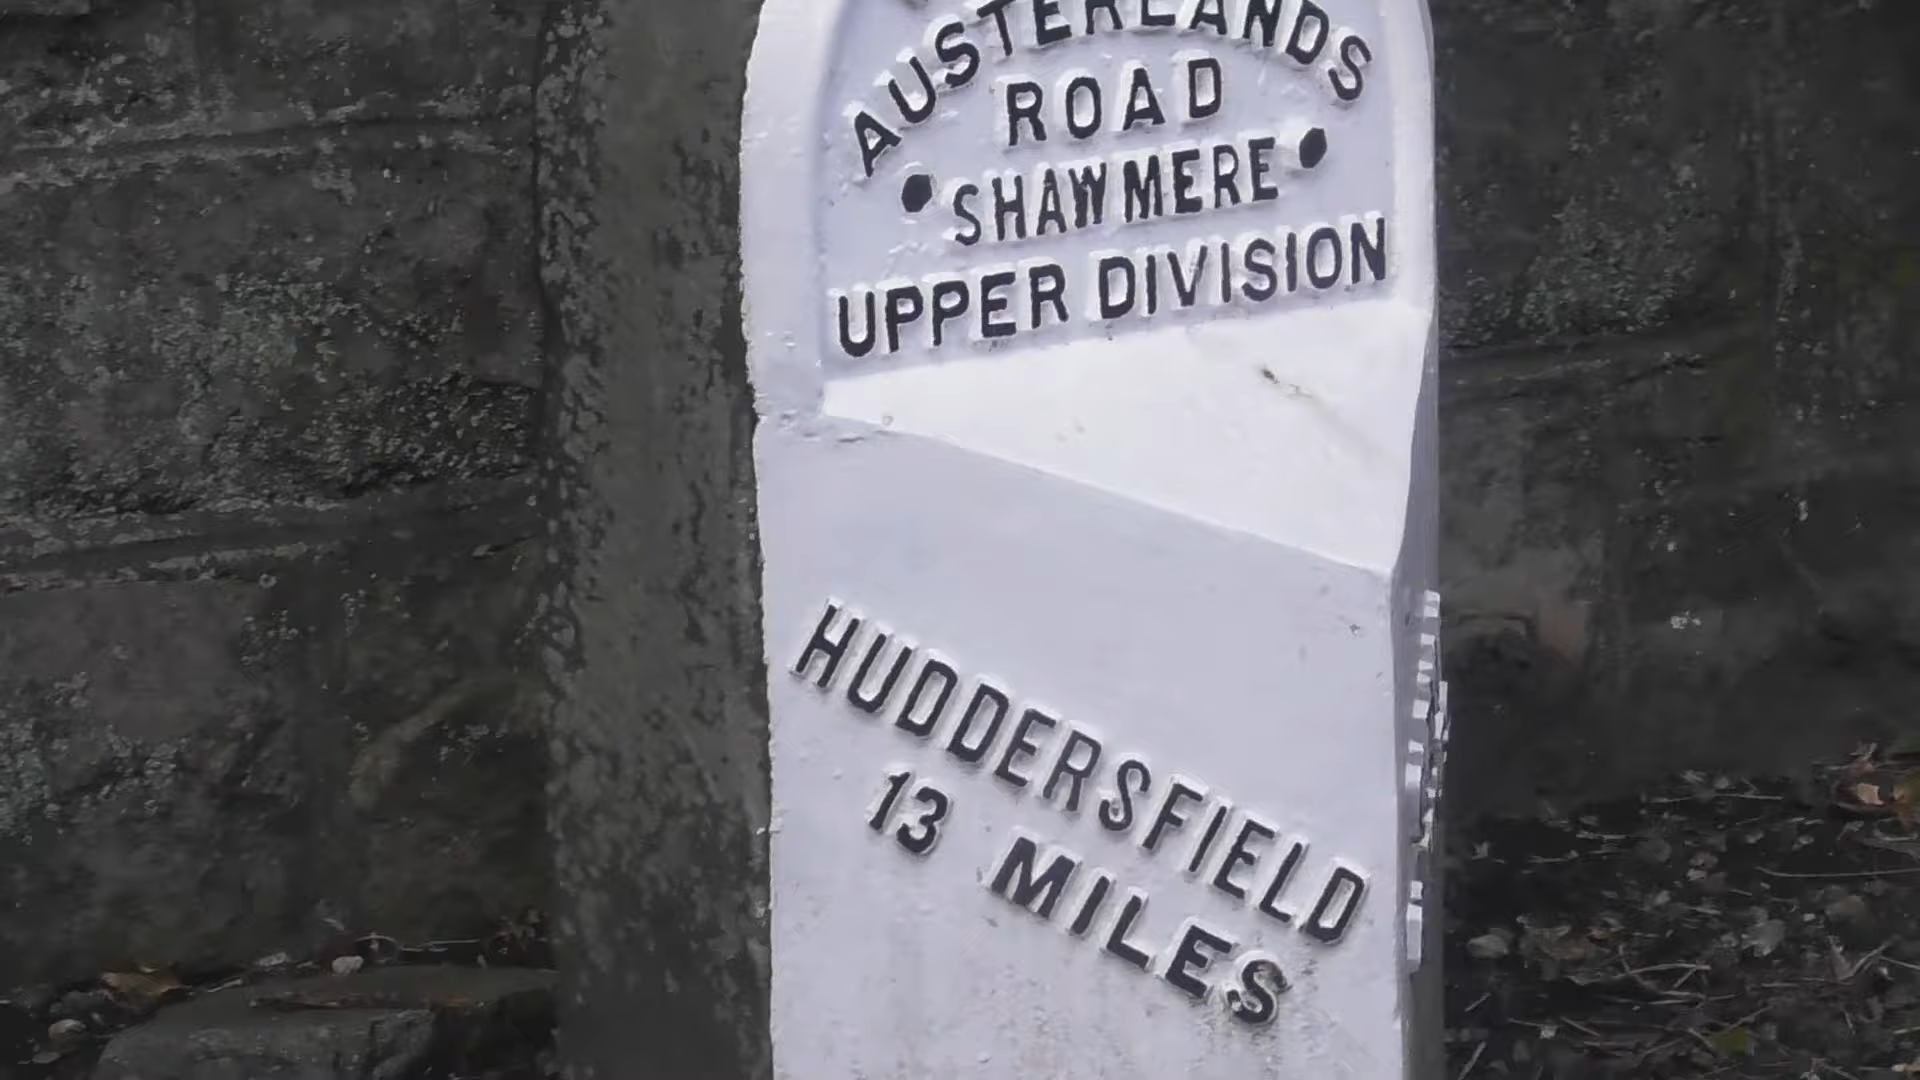 AUSTERLANDS
ROAD
• SHAWMERE •
UPPER DIVISION
HUDDERSFIELD
13 MILES